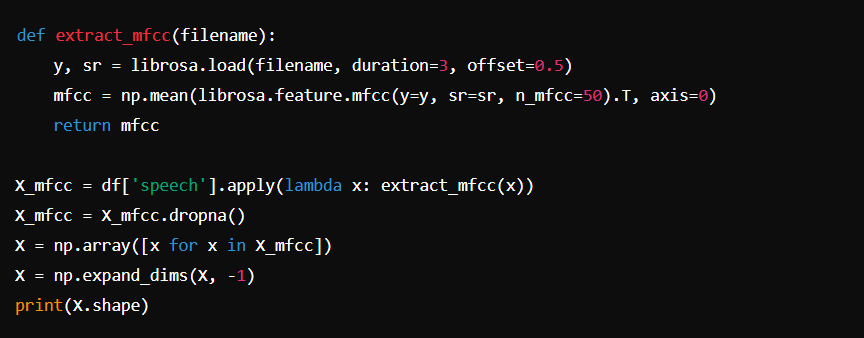 def extract_mfcc(filename):
    y, sr = librosa.load(filename, duration=3, offset=0.5)
    mfcc = np.mean(librosa.feature.mfcc(y=y, sr=sr, n_mfcc=50).T, axis=0)
    return mfcc

X_mfcc = df['speech'].apply(lambda x: extract_mfcc(x))
X_mfcc = X_mfcc.dropna()
X = np.array([x for x in X_mfcc])
X = np.expand_dims(X, -1)
print(X.shape)